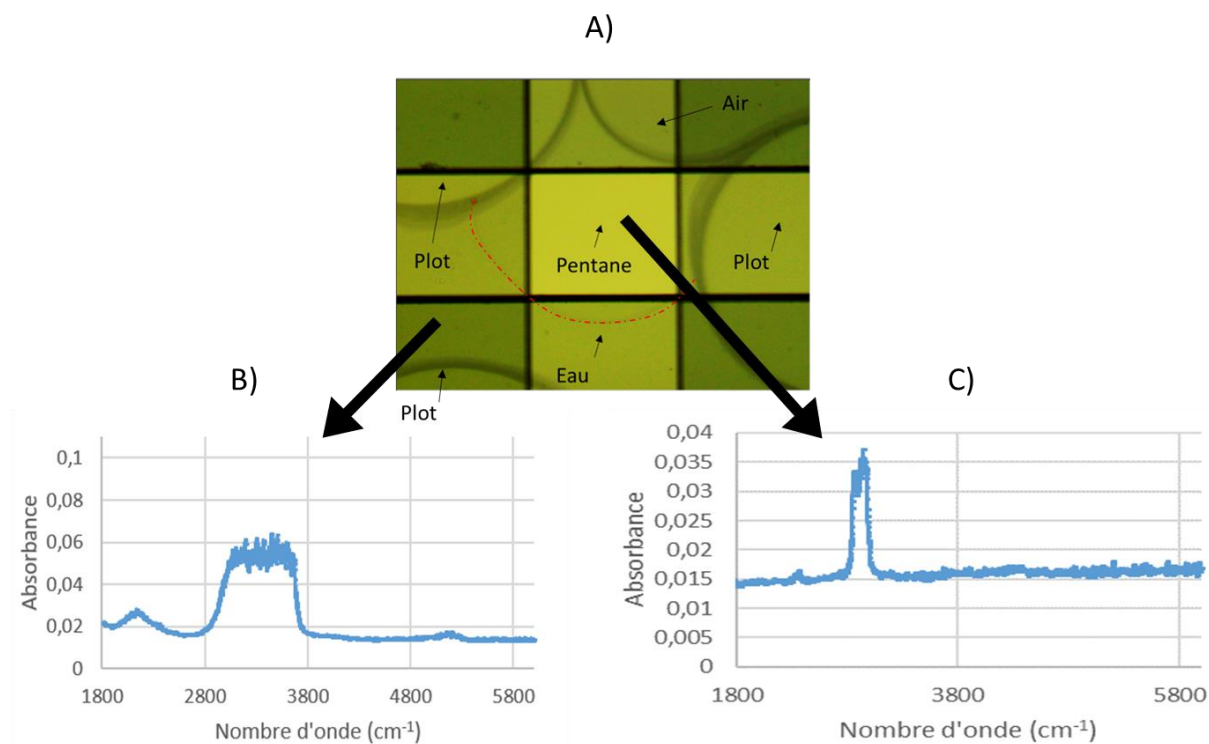 A)
Air
Plot
Pentane
Plot
Eau
Plot
B)
C)
0,1
0,08
0,06
0,04
0,02
0
Absorbance
1800 2800 3800 4800 5800
Nombre d'onde (cm⁻¹)
0,04
0,035
0,03
0,025
0,02
0,015
0,01
0,005
0
Absorbance
1800 3800 5800
Nombre d'onde (cm⁻¹)